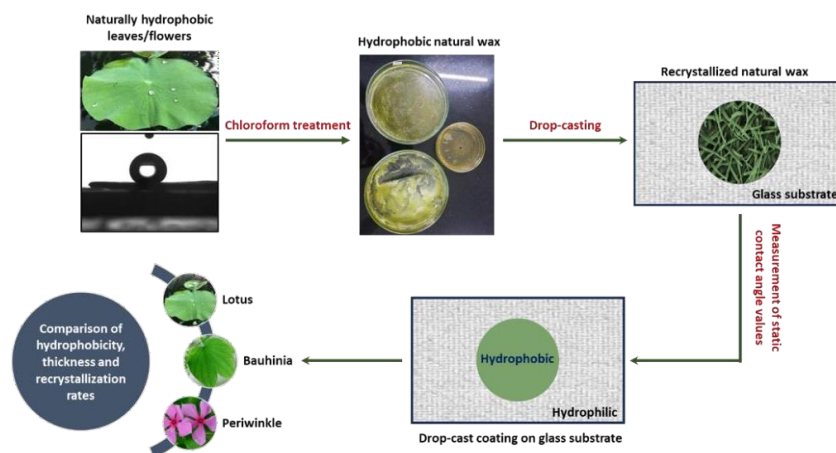 Naturally hydrophobic
leaves/flowers
Chloroform treatment
Hydrophobic natural wax
Drop-casting
Recrystallized natural wax
Glass substrate
Measurement of static
contact angle values
Hydrophobic
Hydrophilic
Drop-cast coating on glass substrate
Lotus
Bauhinia
Periwinkle
Comparison of
hydrophobicity,
thickness and
recrystallization
rates